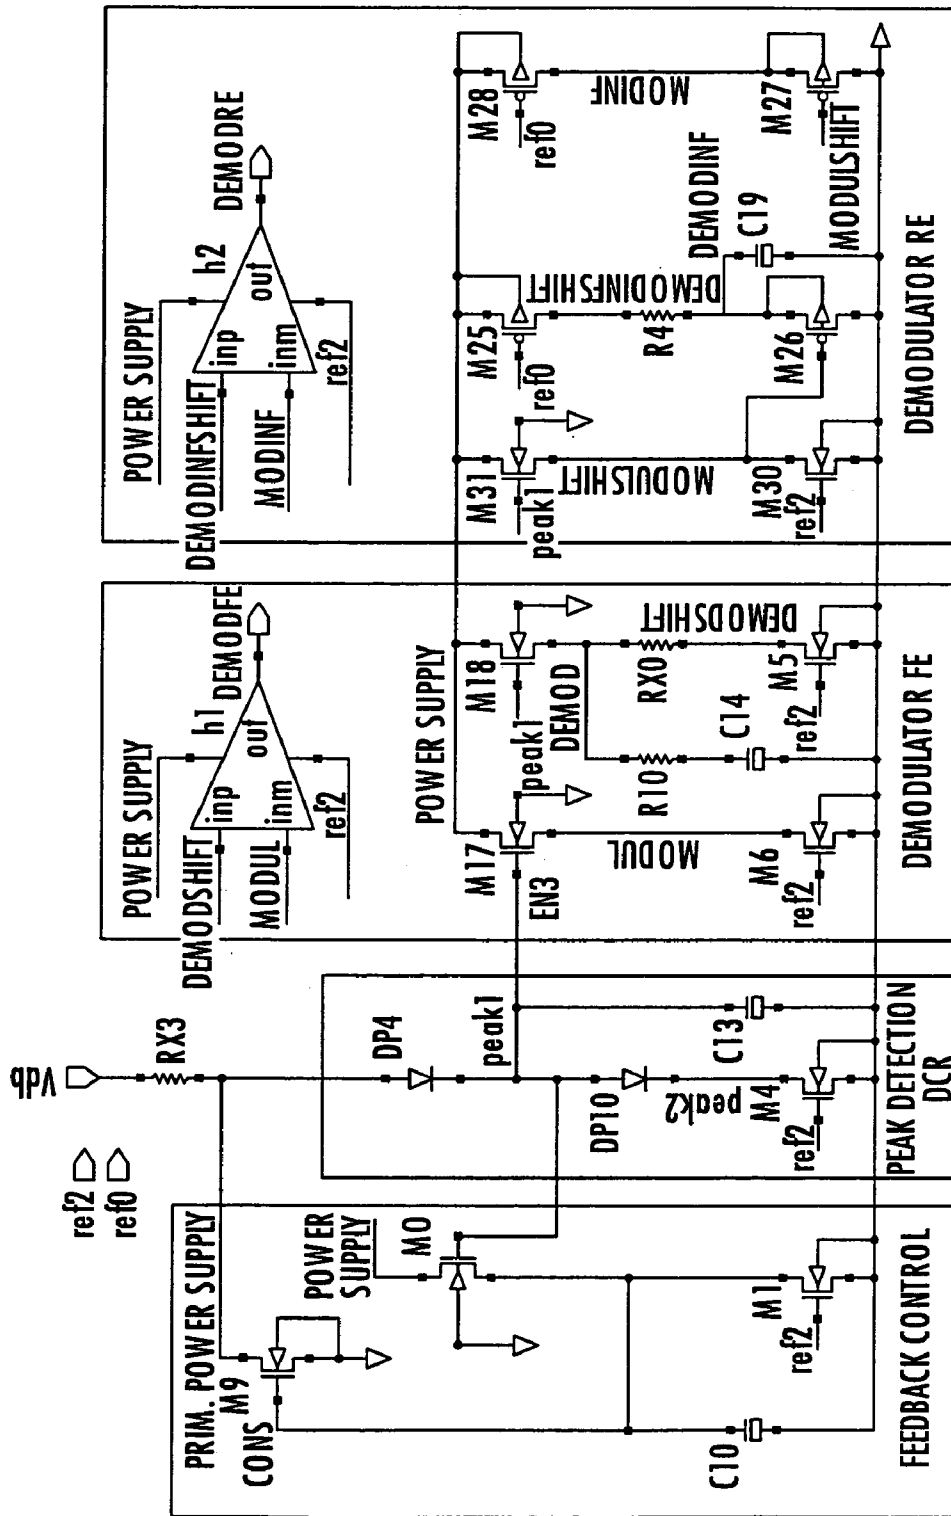 Vdb
ref2
ref0
RX3
PRIM. POWER SUPPLY
M9
CONS
POWER
SUPPLY
M0
M1
ref2
C10
FEEDBACK CONTROL
DP4
peak1
DP10
peak2
C13
M4
ref2
PEAK DETECTION
DCR
POWER SUPPLY
DEMODSHIFT
inp
h1
out
DEMODFE
MODUL
inm
ref2
POWER SUPPLY
M17
EN3
M18
peak1
DEMOD
MODUL
R10
RX0
DEMODSHIFT
C14
M6
ref2
M5
ref2
DEMODULATOR FE
POWER SUPPLY
DEMODINFSHIFT
inp
h2
out
DEMODRE
MODINF
inm
ref2
M31
peak1
M25
ref0
M28
ref0
MODULSHIFT
DEMODINFSHIFT
MODINF
R4
DEMODINF
C19
M30
ref2
M26
MODULSHIFT
M27
DEMODULATOR RE